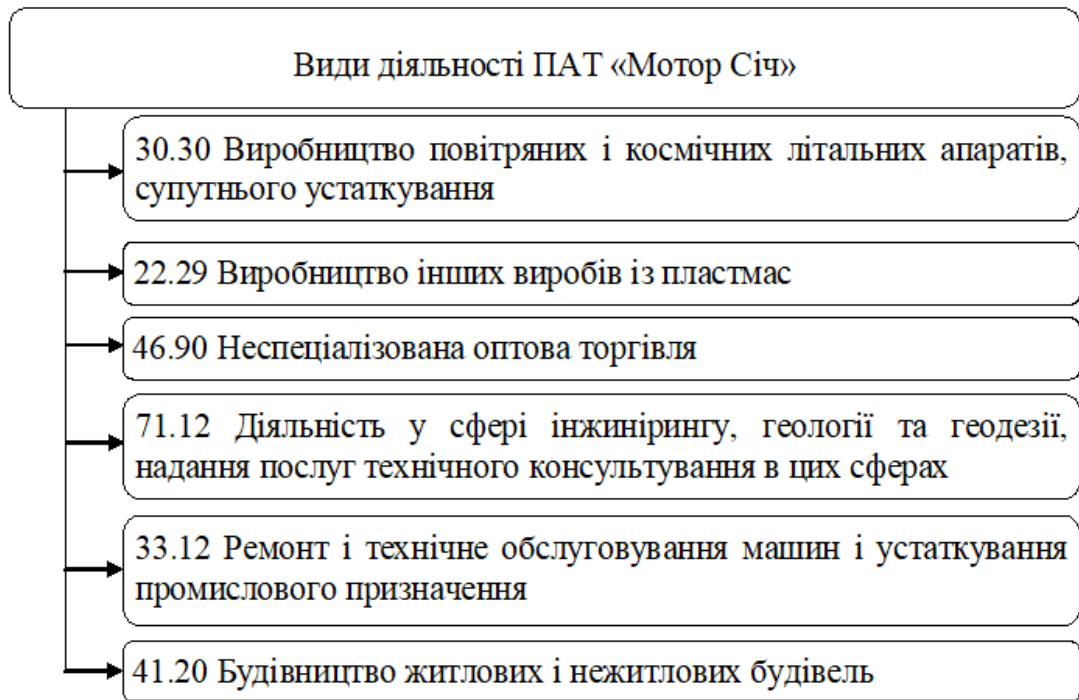 Види діяльності ПАТ «Мотор Січ»
30.30 Виробництво повітряних і космічних літальних апаратів,
супутнього устаткування
22.29 Виробництво інших виробів із пластмас
46.90 Неспеціалізована оптова торгівля
71.12 Діяльність у сфері інжинірингу, геології та геодезії,
надання послуг технічного консультування в цих сферах
33.12 Ремонт і технічне обслуговування машин і устаткування
промислового призначення
41.20 Будівництво житлових і нежитлових будівель